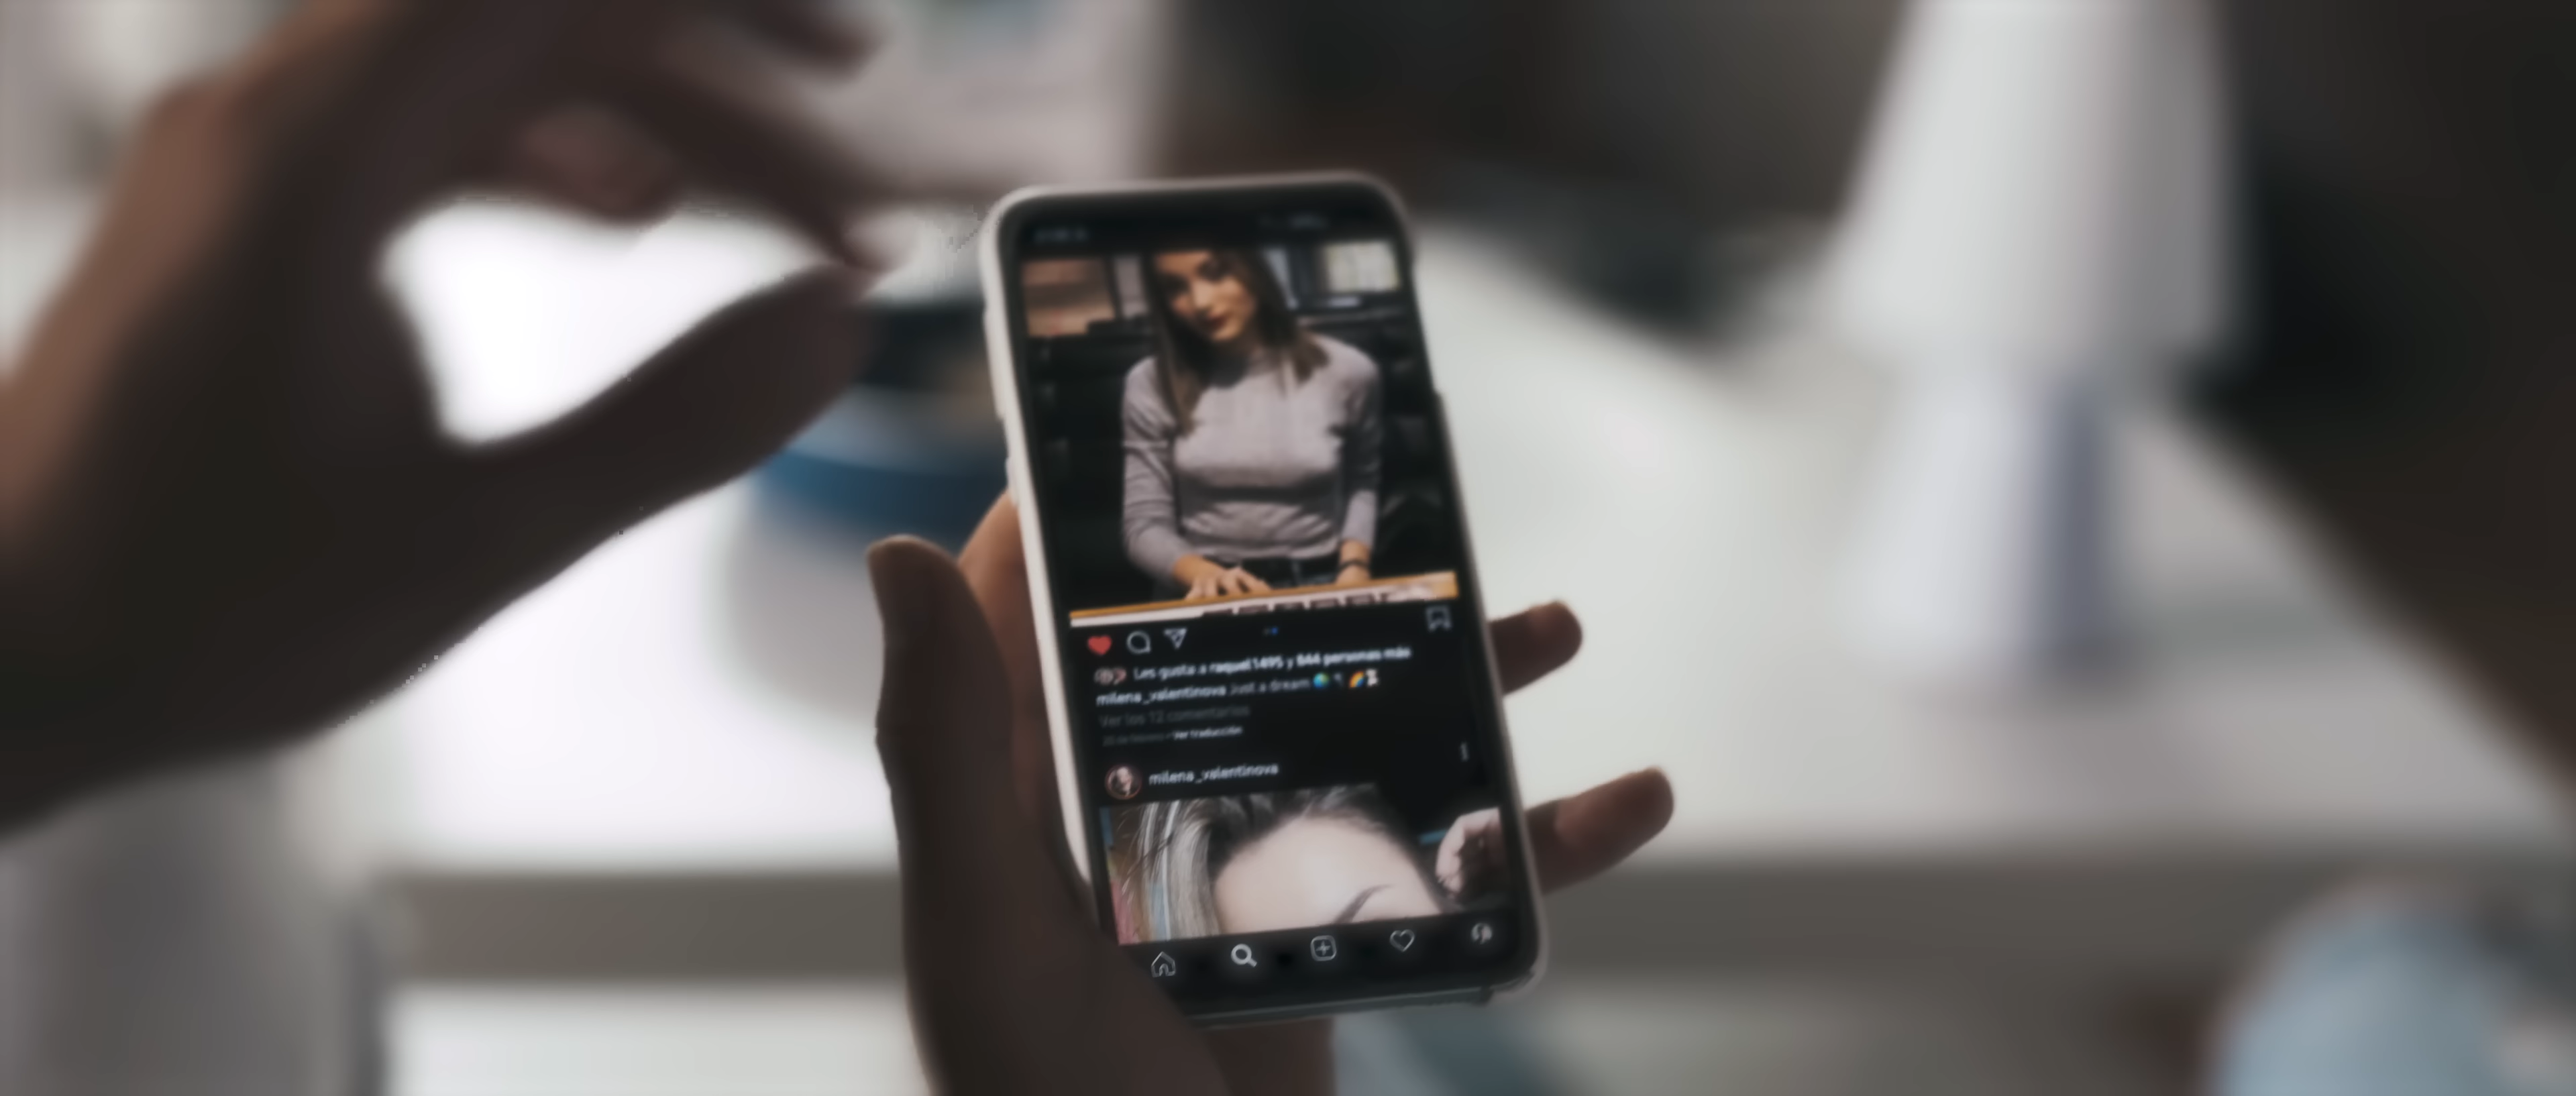 Les gusta a raquel1495 y 844 personas más
milena_valentinova Just a dream
Ver los 12 comentarios
Ver traducción
milena_valentinova